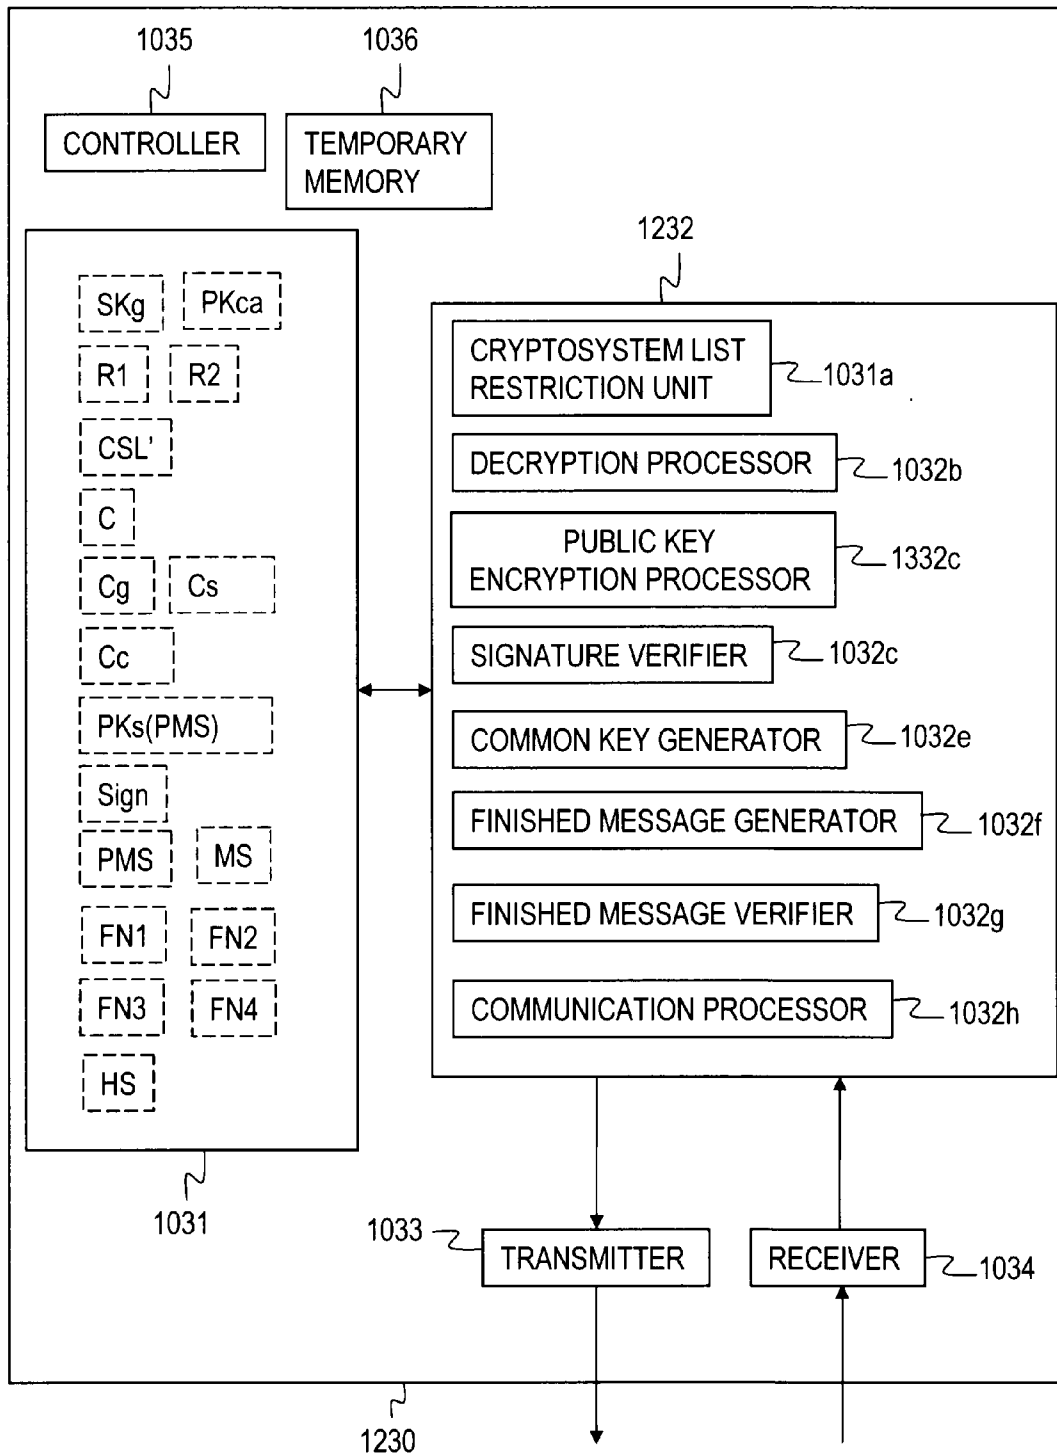 1035
1036
CONTROLLER
TEMPORARY
MEMORY
1232
SKg PKca
R1 R2
CSL'
C
Cg Cs
Cc
PKs(PMS)
Sign
PMS MS
FN1 FN2
FN3 FN4
HS
1031
CRYPTOSYSTEM LIST
RESTRICTION UNIT
1031a
DECRYPTION PROCESSOR
1032b
PUBLIC KEY
ENCRYPTION PROCESSOR
1332c
SIGNATURE VERIFIER
1032c
COMMON KEY GENERATOR
1032e
FINISHED MESSAGE GENERATOR
1032f
FINISHED MESSAGE VERIFIER
1032g
COMMUNICATION PROCESSOR
1032h
1033
TRANSMITTER
RECEIVER
1034
1230